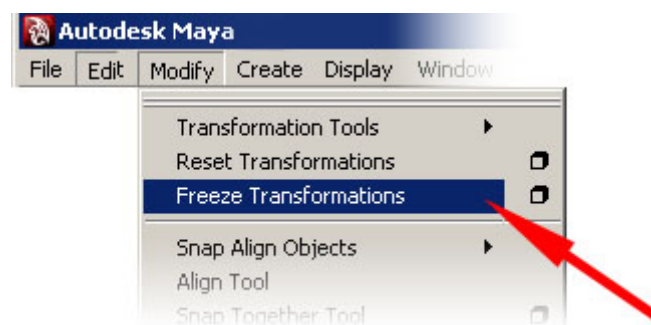 Autodesk Maya
File Edit Modify Create Display Window
Transformation Tools
Reset Transformations
Freeze Transformations
Snap Align Objects
Align Tool
Snap Together Tool